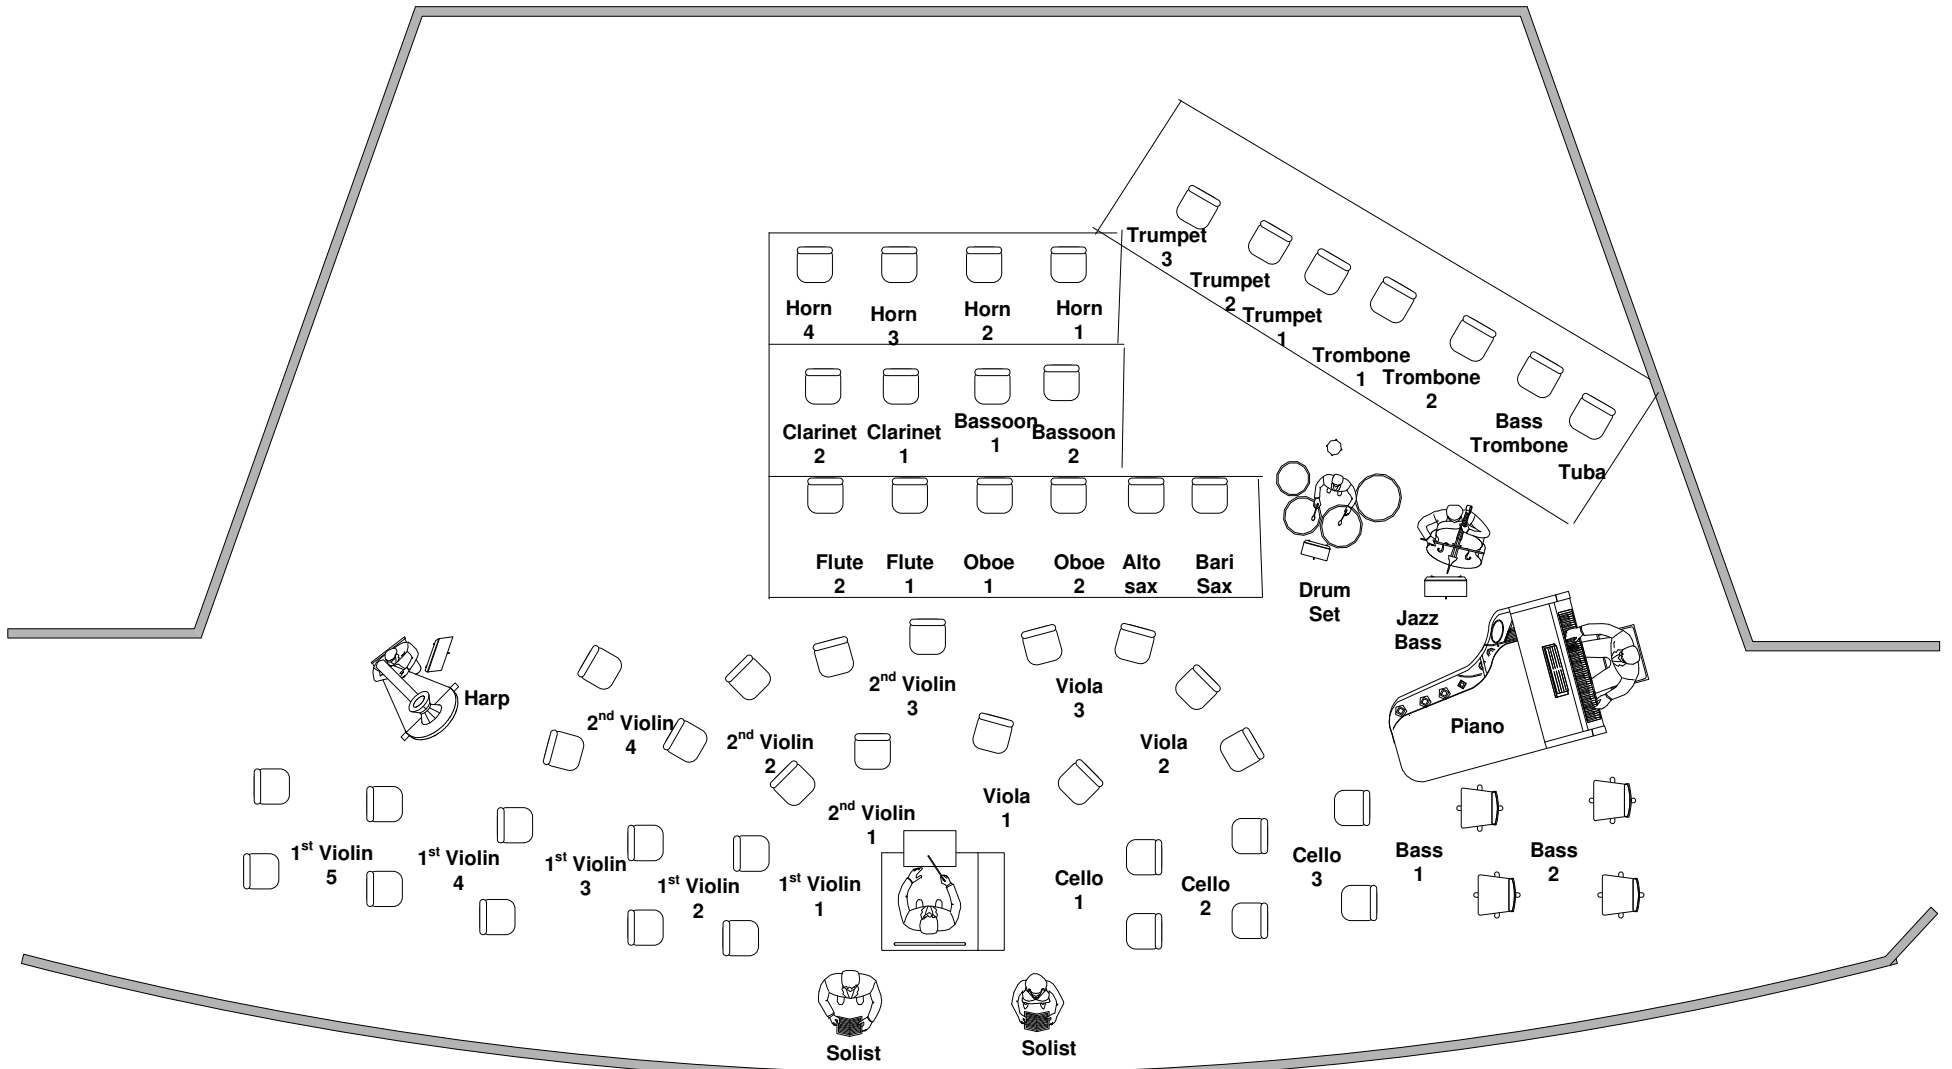 Trumpet
3
Trumpet
2
Trumpet
1
Trombone
1
Trombone
2
Bass
Trombone
Tuba
Horn
4
Horn
3
Horn
2
Horn
1
Clarinet
2
Clarinet
1
Bassoon
1
Bassoon
2
Flute
2
Flute
1
Oboe
1
Oboe
2
Alto
sax
Bari
Sax
Drum
Set
Jazz
Bass
Piano
Harp
2nd Violin
4
2nd Violin
2
2nd Violin
3
2nd Violin
1
Viola
3
Viola
2
Viola
1
1st Violin
5
1st Violin
4
1st Violin
3
1st Violin
2
1st Violin
1
Cello
1
Cello
2
Cello
3
Bass
1
Bass
2
Solist
Solist